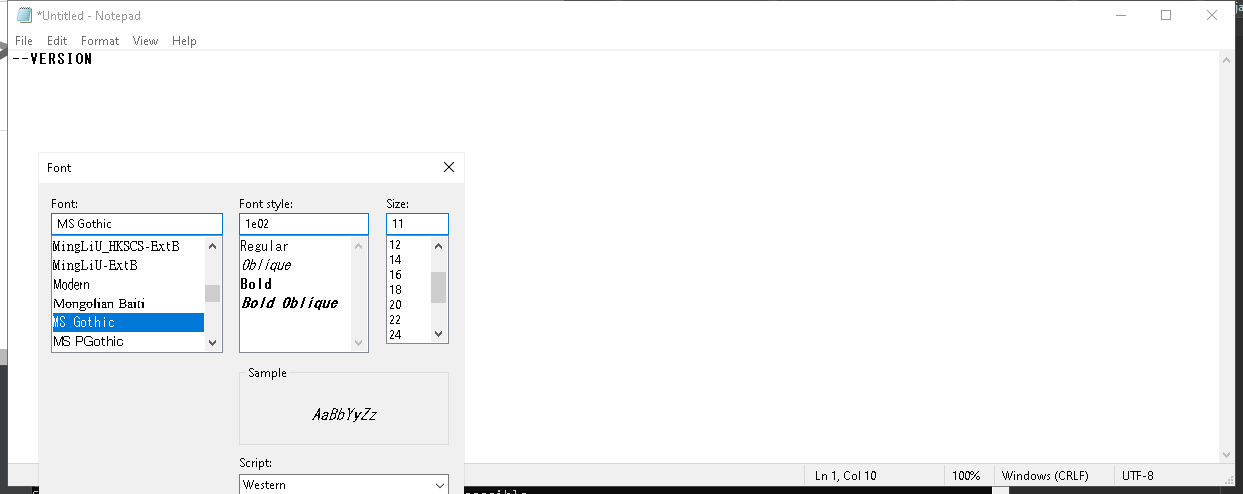 *Untitled - Notepad
File Edit Format View Help
--VERSION
Font
Font: Font style: Size:
MS Gothic 1e02 11
MingLiU_HKSCS-ExtB Regular 12
MingLiU-ExtB Oblique 14
Modern Bold 16
Mongolian Baiti Bold Oblique 18
MS Gothic 20
MS PGothic 22
24
Sample
AaBbYyZz
Script:
Western
Ln 1, Col 10 100% Windows (CRLF) UTF-8